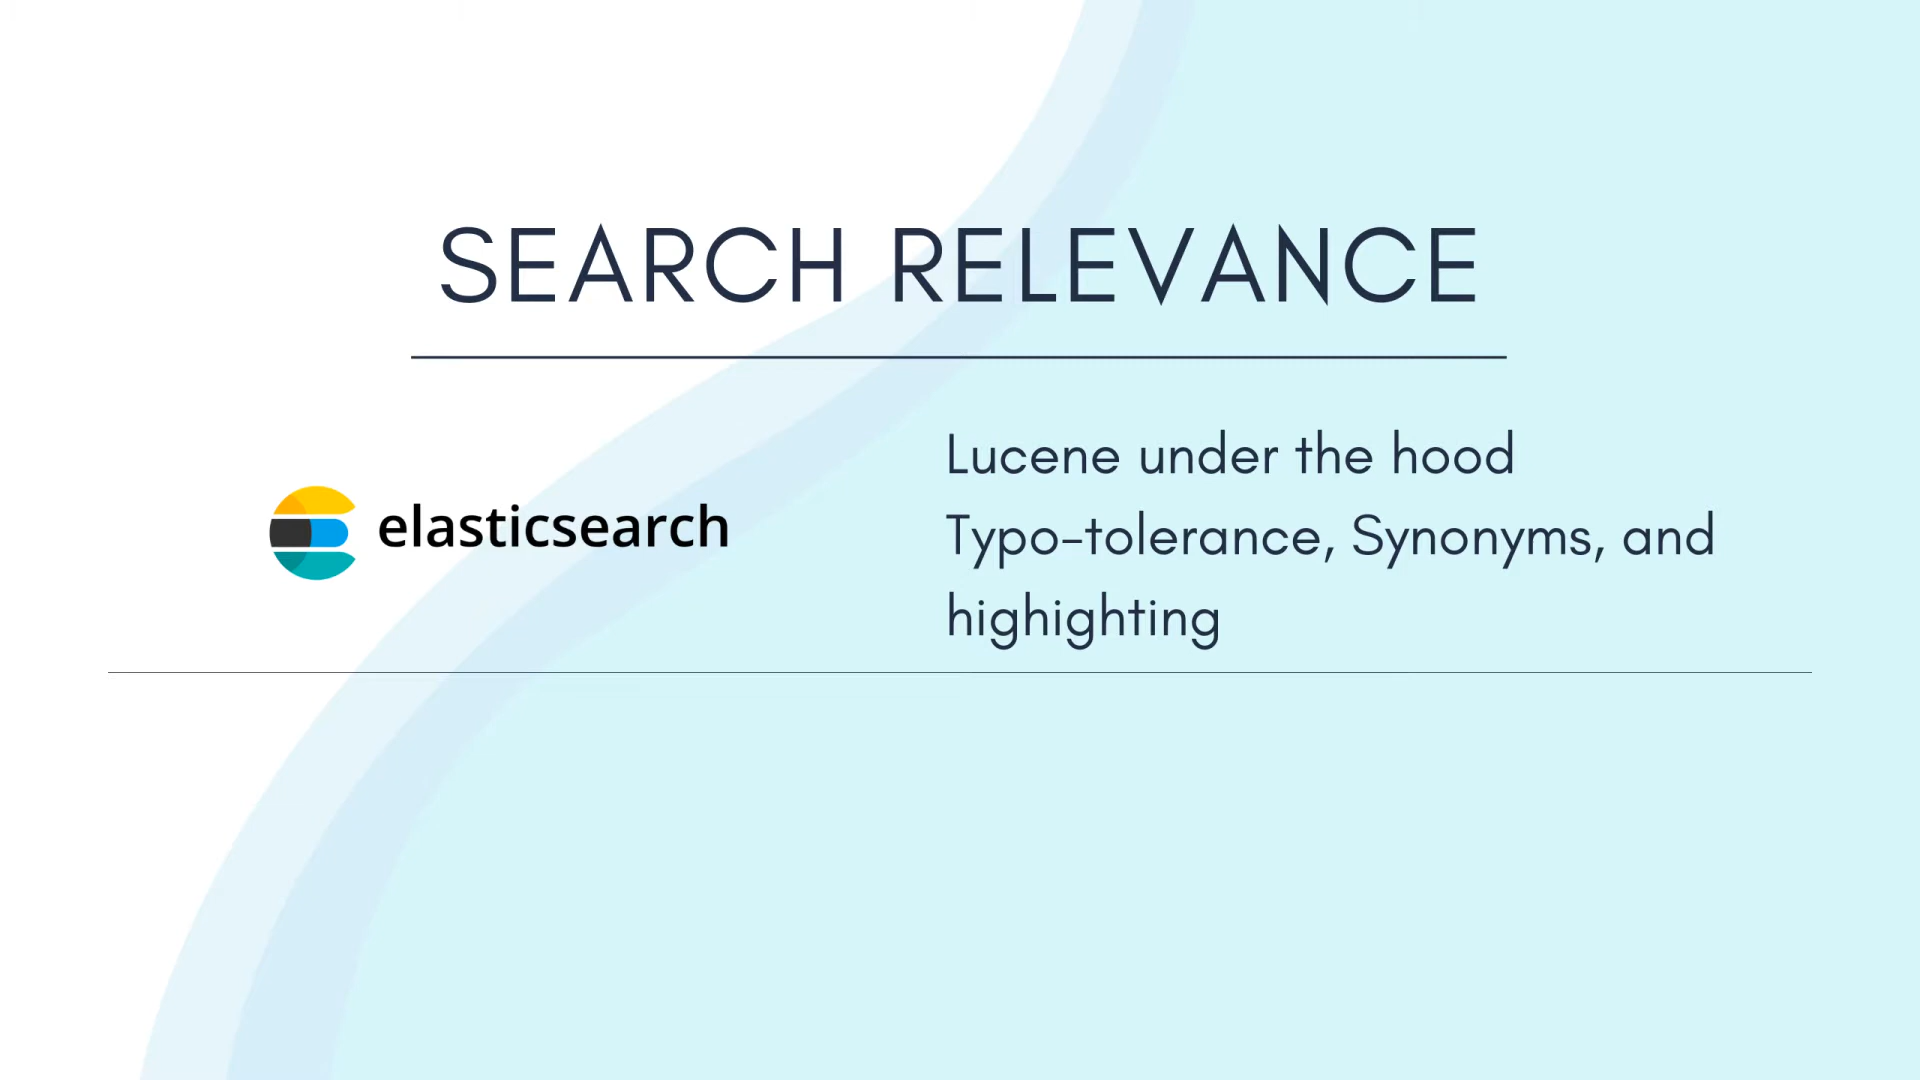 SEARCH RELEVANCE
elasticsearch
Lucene under the hood
Typo-tolerance, Synonyms, and
highighting